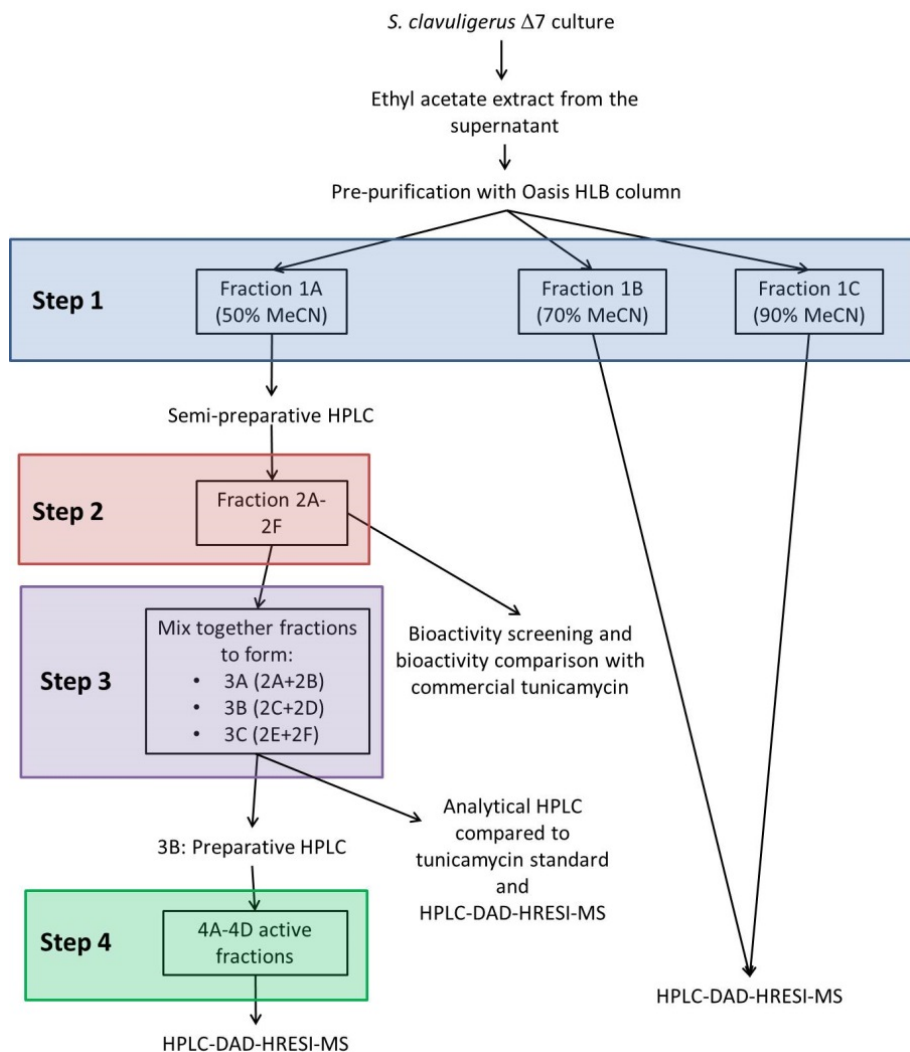 S. clavuligerus Δ7 culture
Ethyl acetate extract from the
supernatant
Pre-purification with Oasis HLB column
Step 1
Fraction 1A
(50% MeCN)
Fraction 1B
(70% MeCN)
Fraction 1C
(90% MeCN)
Semi-preparative HPLC
Step 2
Fraction 2A-
2F
Step 3
Mix together fractions
to form:
• 3A (2A+2B)
• 3B (2C+2D)
• 3C (2E+2F)
Bioactivity screening and
bioactivity comparison with
commercial tunicamycin
3B: Preparative HPLC
Analytical HPLC
compared to
tunicamycin standard
and
HPLC-DAD-HRESI-MS
Step 4
4A-4D active
fractions
HPLC-DAD-HRESI-MS
HPLC-DAD-HRESI-MS